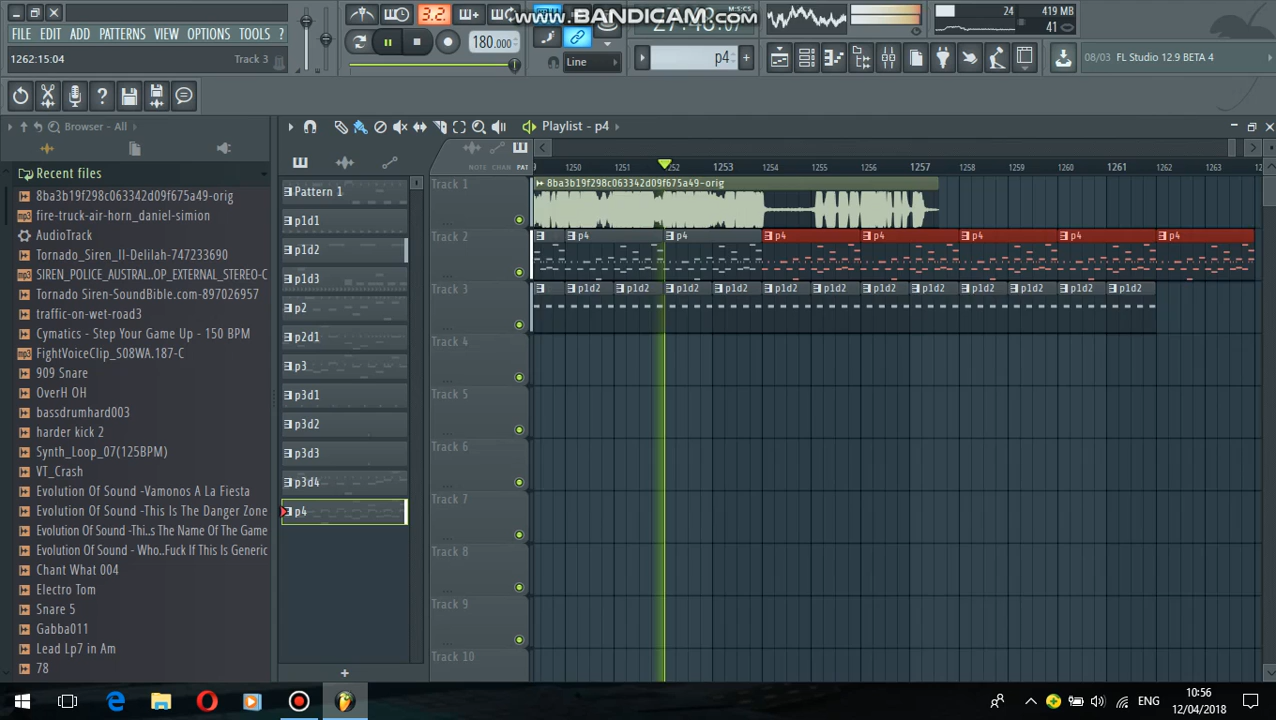 www.BANDICAM.com
FILE EDIT ADD PATTERNS VIEW OPTIONS TOOLS ?
1262:15:04 Track 3
3.2.
180.000
M:S:CS
Line
p4
24 419 MB
41
08/03 FL Studio 12.9 BETA 4
Browser - All
Playlist - p4
NOTE CHAN PAT
1250 1251 1252 1253 1254 1255 1256 1257 1258 1259 1260 1261 1262 1263
Recent files
8ba3b19f298c063342d09f675a49-orig
fire-truck-air-horn_daniel-simion
AudioTrack
Tornado_Siren_II-Delilah-747233690
SIREN_POLICE_AUSTRAL..OP_EXTERNAL_STEREO-C
Tornado Siren-SoundBible.com-897026957
traffic-on-wet-road3
Cymatics - Step Your Game Up - 150 BPM
FightVoiceClip_S08WA.187-C
909 Snare
OverH OH
bassdrumhard003
harder kick 2
Synth_Loop_07(125BPM)
VT_Crash
Evolution Of Sound -Vamonos A La Fiesta
Evolution Of Sound -This Is The Danger Zone
Evolution Of Sound -Thi..s The Name Of The Game
Evolution Of Sound - Who..Fuck If This Is Generic
Chant What 004
Electro Tom
Snare 5
Gabba011
Lead Lp7 in Am
78
Pattern 1
p1d1
p1d2
p1d3
p2
p2d1
p3
p3d1
p3d2
p3d3
p3d4
p4
Track 1
8ba3b19f298c063342d09f675a49-orig
Track 2
p4 p4 p4 p4 p4 p4 p4
Track 3
p1d2 p1d2 p1d2 p1d2 p1d2 p1d2 p1d2 p1d2 p1d2 p1d2 p1d2 p1d2
Track 4
Track 5
Track 6
Track 7
Track 8
Track 9
Track 10
ENG
10:56
12/04/2018